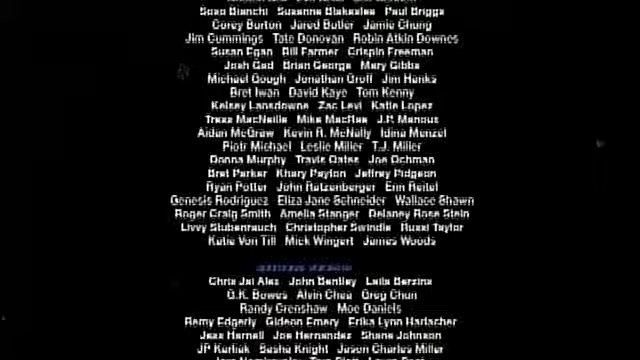 Susanne Blakeslee Paul Briggs
Corey Burton Jared Butler Jamie Chung
Jim Cummings Tate Donovan Robin Atkin Downes
Susan Egan Bill Farmer Crispin Freeman
Josh Gad Brian George Mary Gibbs
Michael Gough Jonathan Groff Jim Hanks
Bret Iwan David Kaye Tom Kenny
Kelsey Lansdowne Zac Levi Katie Lopez
Tress MacNeille Mike MacRae J.P. Manoux
Aidan McGraw Kevin R. McNally Idina Menzel
Piotr Michael Leslie Miller T.J. Miller
Donna Murphy Travis Oates Joe Ochman
Bret Parker Khary Payton Jeffrey Pidgeon
Ryan Potter John Ratzenberger Erin Reitel
Genesis Rodriguez Eliza Jane Schneider Wallace Shawn
Roger Craig Smith Amelia Stanger Delaney Rose Stein
Livvy Stubenrauch Christopher Swindle Russi Taylor
Katie Von Till Mick Wingert James Woods
Chris Jai Alex John Bentley Laila Berzins
G.K. Bowes Alvin Chea Greg Chun
Randy Crenshaw Moe Daniels
Remy Edgerly Gideon Emery Erika Lynn Harlacher
Jess Harnell Joe Hernandez Shane Johnson
JP Karliak Sasha Knight Jason Charles Miller